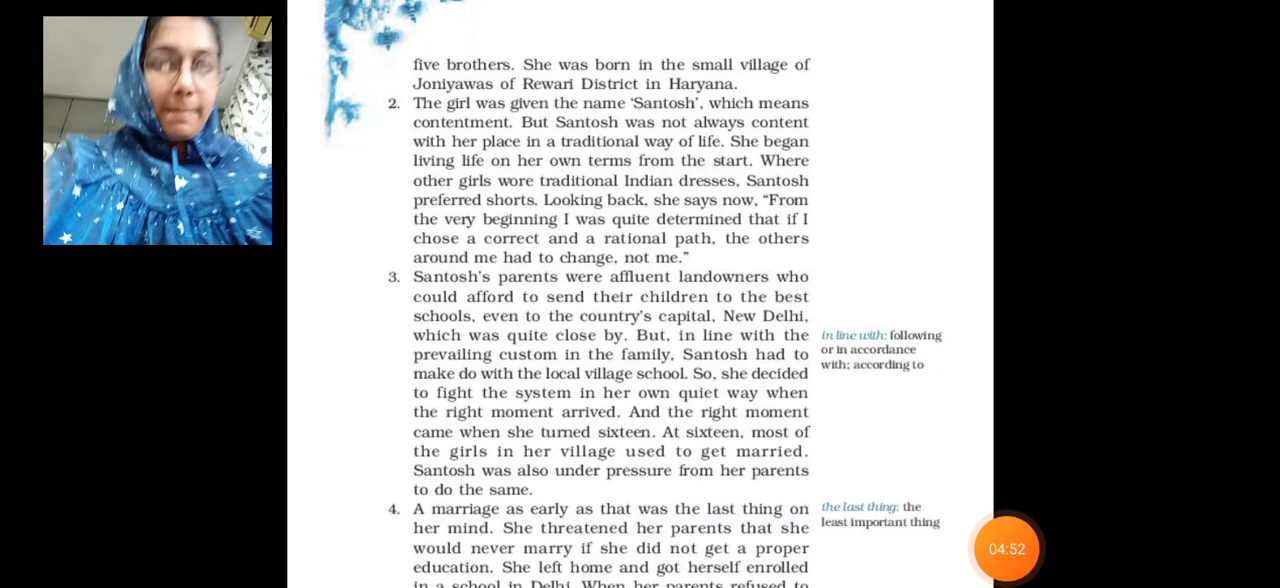 five brothers. She was born in the small village of
Joniyawas of Rewari District in Haryana.
2. The girl was given the name ‘Santosh’, which means
contentment. But Santosh was not always content
with her place in a traditional way of life. She began
living life on her own terms from the start. Where
other girls wore traditional Indian dresses, Santosh
preferred shorts. Looking back, she says now, “From
the very beginning I was quite determined that if I
chose a correct and a rational path, the others
around me had to change, not me.”
3. Santosh’s parents were affluent landowners who
could afford to send their children to the best
schools, even to the country’s capital, New Delhi,
which was quite close by. But, in line with the
prevailing custom in the family, Santosh had to
make do with the local village school. So, she decided
to fight the system in her own quiet way when
the right moment arrived. And the right moment
came when she turned sixteen. At sixteen, most of
the girls in her village used to get married.
Santosh was also under pressure from her parents
to do the same.
in line with: following
or in accordance
with; according to
4. A marriage as early as that was the last thing on
her mind. She threatened her parents that she
would never marry if she did not get a proper
education. She left home and got herself enrolled
in a school in Delhi. When her parents refused to
the last thing: the
least important thing
04:52